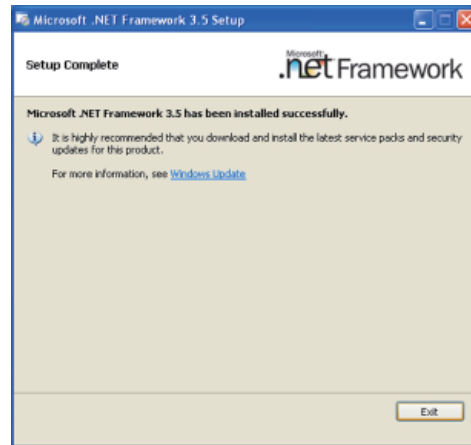 Microsoft .NET Framework 3.5 Setup
Setup Complete
Microsoft
.net Framework
Microsoft .NET Framework 3.5 has been installed successfully.
It is highly recommended that you download and install the latest service packs and security
updates for this product.
For more information, see Windows Update
Exit